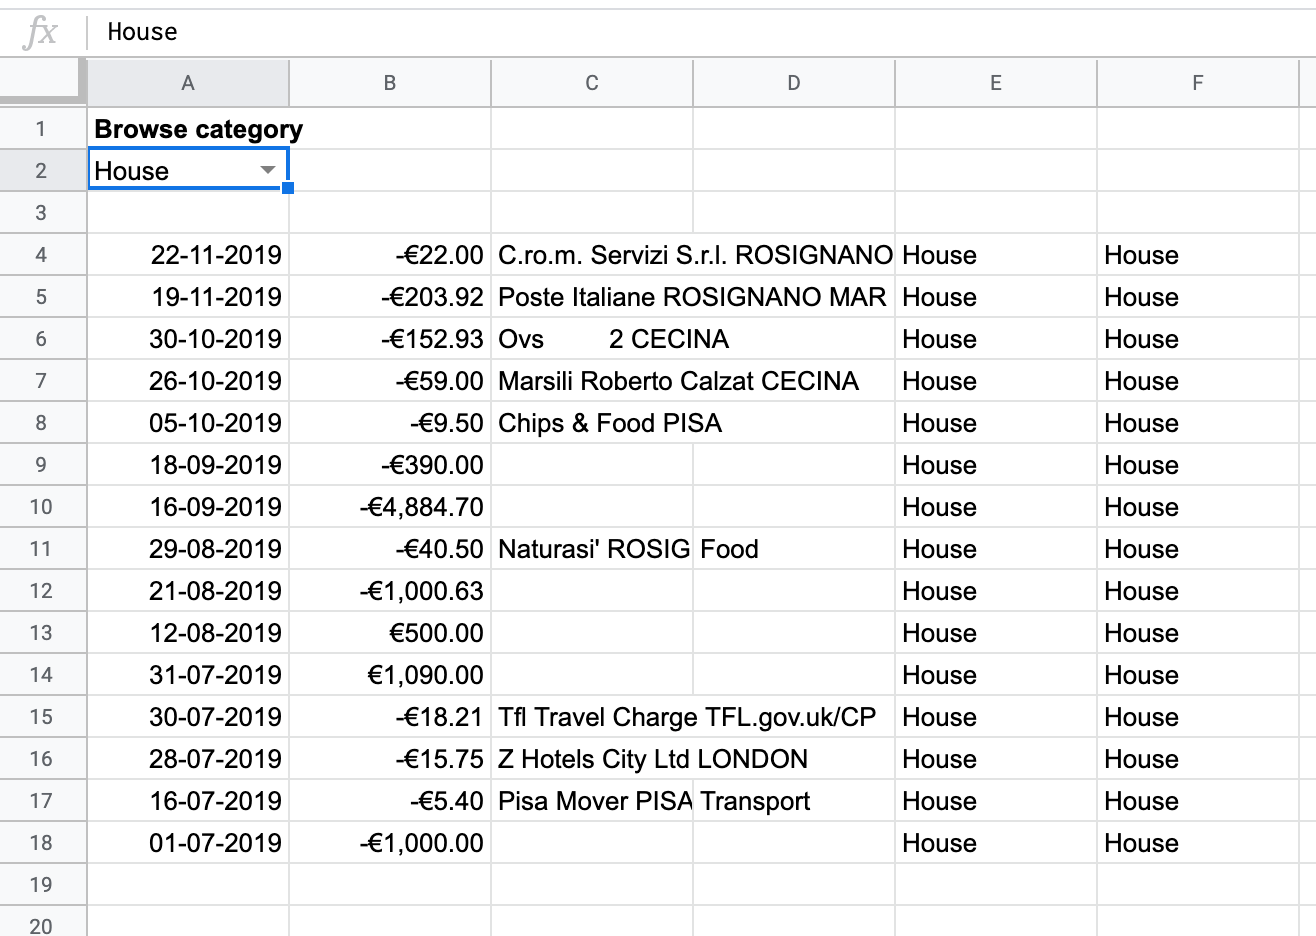 fx House
A B C D E F
1 Browse category
2 House
3
4 22-11-2019 -€22.00 C.ro.m. Servizi S.r.l. ROSIGNANO House House
5 19-11-2019 -€203.92 Poste Italiane ROSIGNANO MAR House House
6 30-10-2019 -€152.93 Ovs 2 CECINA House House
7 26-10-2019 -€59.00 Marsili Roberto Calzat CECINA House House
8 05-10-2019 -€9.50 Chips & Food PISA House House
9 18-09-2019 -€390.00 House House
10 16-09-2019 -€4,884.70 House House
11 29-08-2019 -€40.50 Naturasi' ROSIG Food House House
12 21-08-2019 -€1,000.63 House House
13 12-08-2019 €500.00 House House
14 31-07-2019 €1,090.00 House House
15 30-07-2019 -€18.21 Tfl Travel Charge TFL.gov.uk/CP House House
16 28-07-2019 -€15.75 Z Hotels City Ltd LONDON House House
17 16-07-2019 -€5.40 Pisa Mover PISA Transport House House
18 01-07-2019 -€1,000.00 House House
19
20